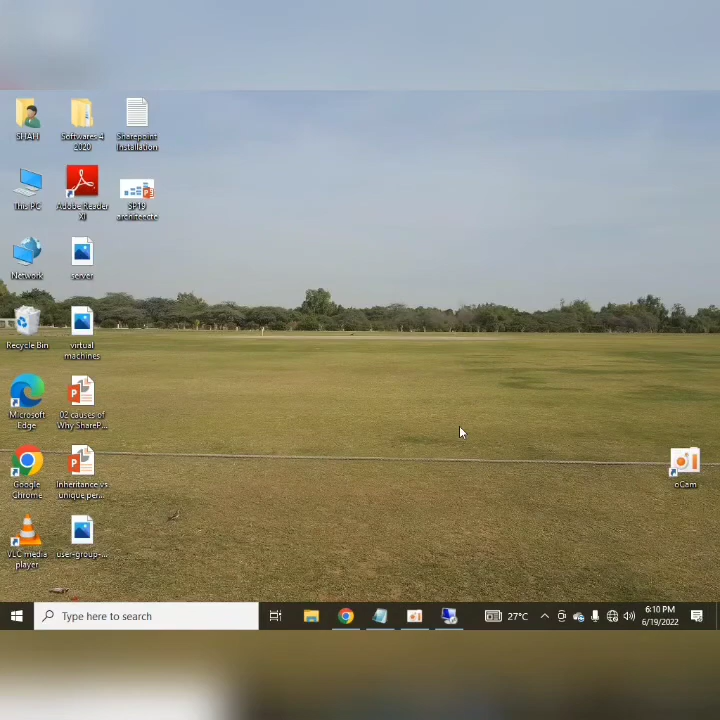 SHAH
Softwares 4
2020
Sharepoint
Installation
This PC
Adobe Reader
XI
SP19
architeecte
Network
server
Recycle Bin
virtual
machines
Microsoft
Edge
02 causes of
Why ShareP...
Google
Chrome
Inheritance vs
unique per...
oCam
VLC media
player
user-group-...
Type here to search
27°C
6:10 PM
6/19/2022